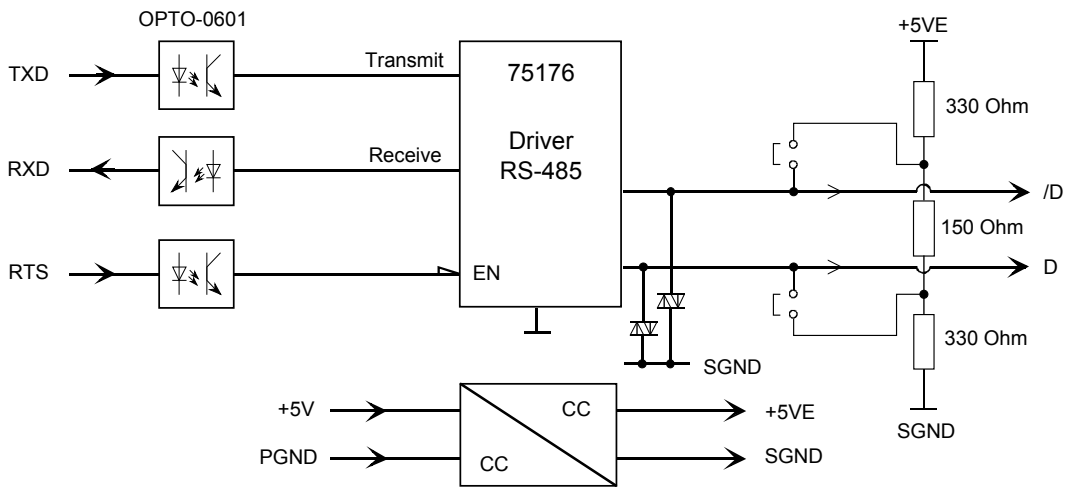 OPTO-0601
+5VE
TXD
Transmit
75176
330 Ohm
Driver
RS-485
RXD
Receive
/D
150 Ohm
RTS
EN
D
330 Ohm
SGND
+5V
CC
+5VE
SGND
PGND
CC
SGND